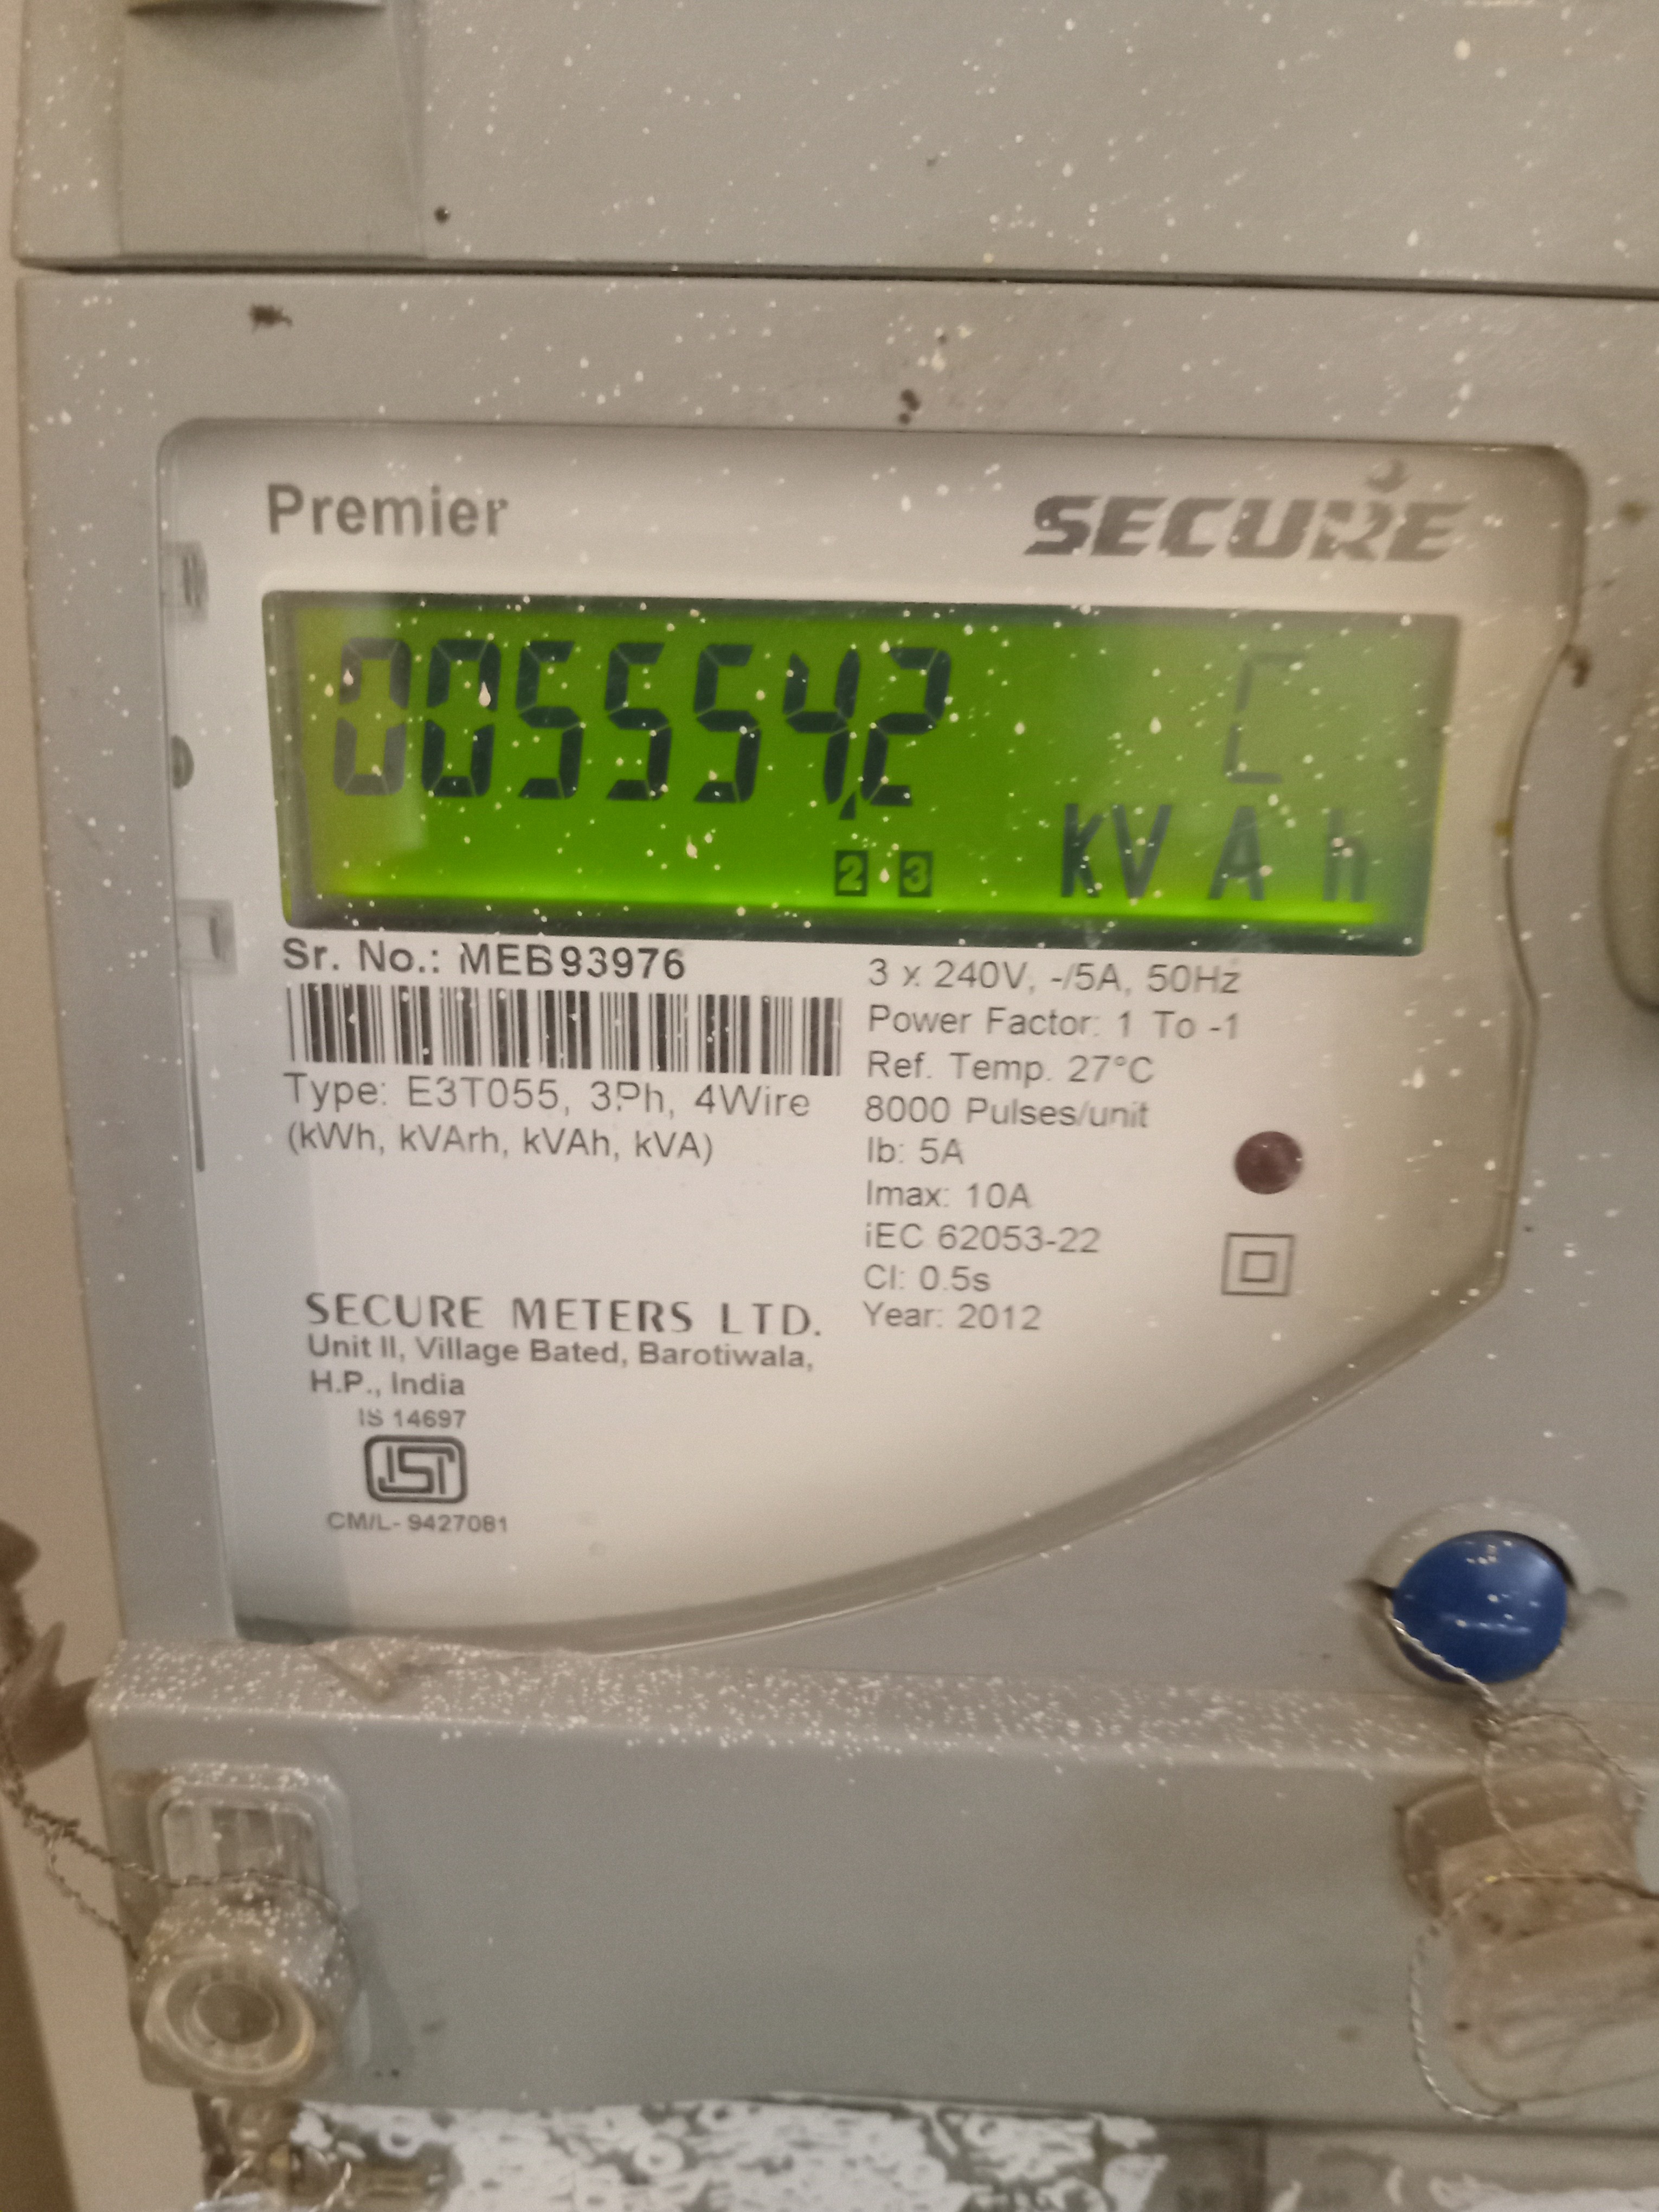 Premier
SECURE
C
005554.2
2 3
kVAh
Sr. No.: MEB93976
Type: E3T055, 3Ph, 4Wire
(kWh, kVArh, kVAh, kVA)
3 x 240V, -/5A, 50Hz
Power Factor: 1 To -1
Ref. Temp. 27°C
8000 Pulses/unit
Ib: 5A
Imax: 10A
iEC 62053-22
Cl: 0.5s
Year: 2012
SECURE METERS LTD.
Unit II, Village Bated, Barotiwala,
H.P., India
IS 14697
ISI
CM/L- 9427081